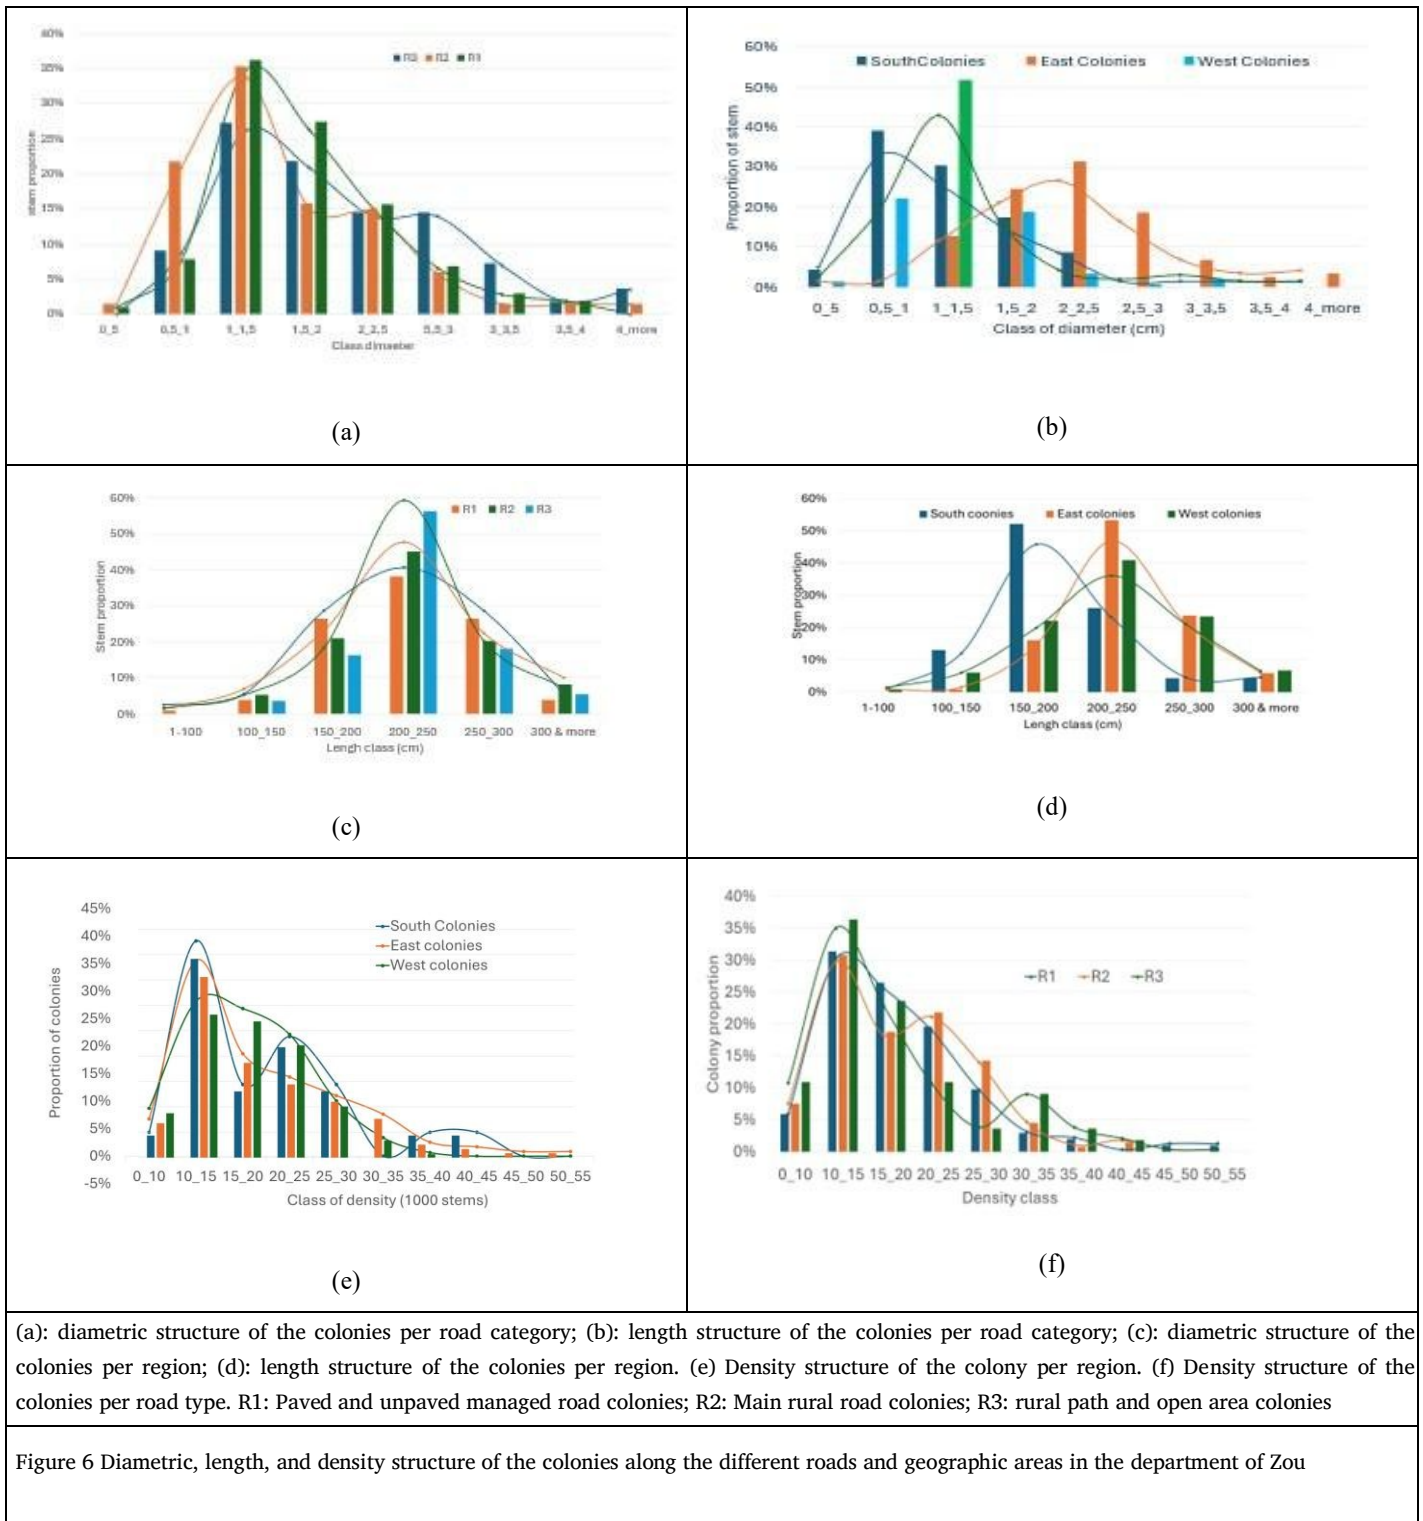 40%
35%
30%
25%
20%
15%
10%
5%
0%
stem proportion
R3 R2 R1
0_5 0,5_1 1_1,5 1,5_2 2_2,5 5,5_3 3_3,5 3,5_4 4_more
Class dimaeter
(a)
60%
50%
40%
30%
20%
10%
0%
Proportion of stem
SouthColonies East Colonies West Colonies
0_5 0,5_1 1_1,5 1,5_2 2_2,5 2,5_3 3_3,5 3,5_4 4_more
Class of diameter (cm)
(b)
60%
50%
40%
30%
20%
10%
0%
Stem proportion
R1 R2 R3
1-100 100_150 150_200 200_250 250_300 300 & more
Lengh class (cm)
(c)
60%
50%
40%
30%
20%
10%
0%
Stem proportion
South coonies East colonies West colonies
1-100 100_150 150_200 200_250 250_300 300 & more
Lengh class (cm)
(d)
45%
40%
35%
30%
25%
20%
15%
10%
5%
0%
-5%
Proportion of colonies
South Colonies
East colonies
West colonies
0_10 10_15 15_20 20_25 25_30 30_35 35_40 40_45 45_50 50_55
Class of density (1000 stems)
(e)
40%
35%
30%
25%
20%
15%
10%
5%
0%
Colony proportion
R1 R2 R3
0_10 10_15 15_20 20_25 25_30 30_35 35_40 40_45 45_50 50_55
Density class
(f)
(a): diametric structure of the colonies per road category; (b): length structure of the colonies per road category; (c): diametric structure of the
colonies per region; (d): length structure of the colonies per region. (e) Density structure of the colony per region. (f) Density structure of the
colonies per road type. R1: Paved and unpaved managed road colonies; R2: Main rural road colonies; R3: rural path and open area colonies
Figure 6 Diametric, length, and density structure of the colonies along the different roads and geographic areas in the department of Zou